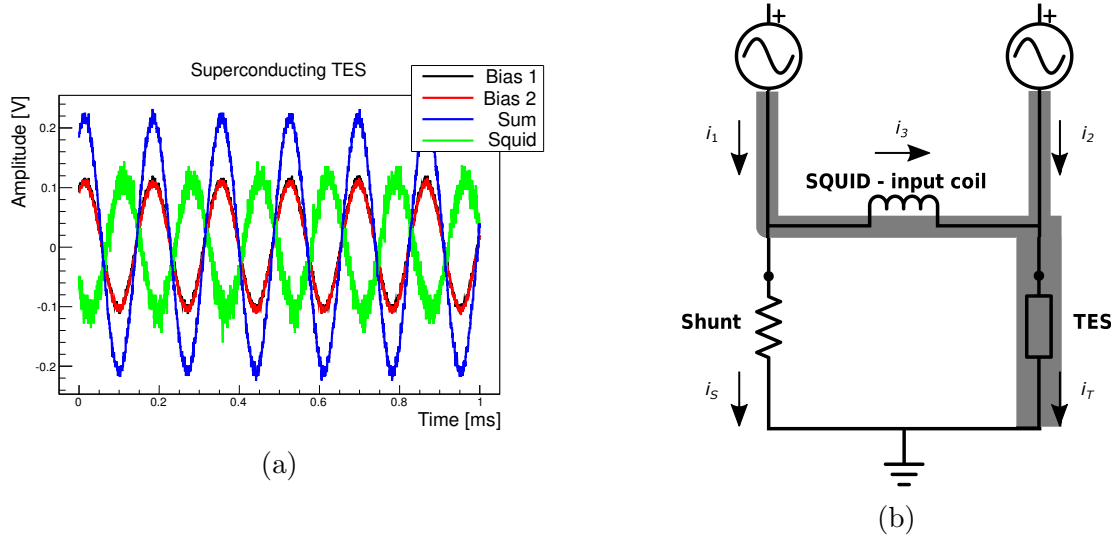 Superconducting TES
Bias 1
Bias 2
Sum
Squid
Amplitude [V]
0.2
0.1
0
-0.1
-0.2
0 0.2 0.4 0.6 0.8 1
Time [ms]
(a)
+ +
i1 i3 i2
SQUID - input coil
Shunt TES
iS iT
(b)